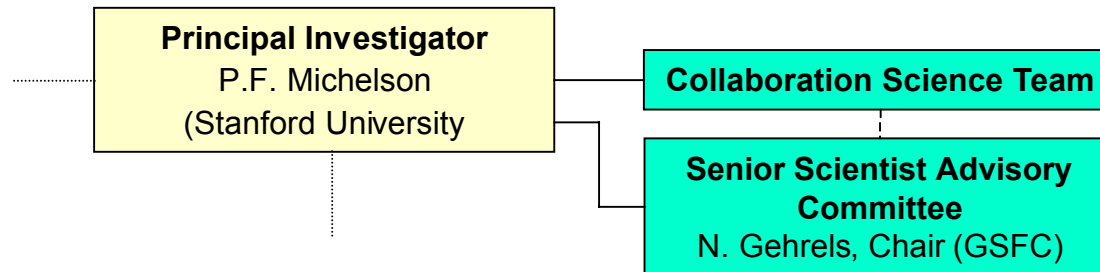 Principal Investigator
P.F. Michelson
(Stanford University
Collaboration Science Team
Senior Scientist Advisory
Committee
N. Gehrels, Chair (GSFC)